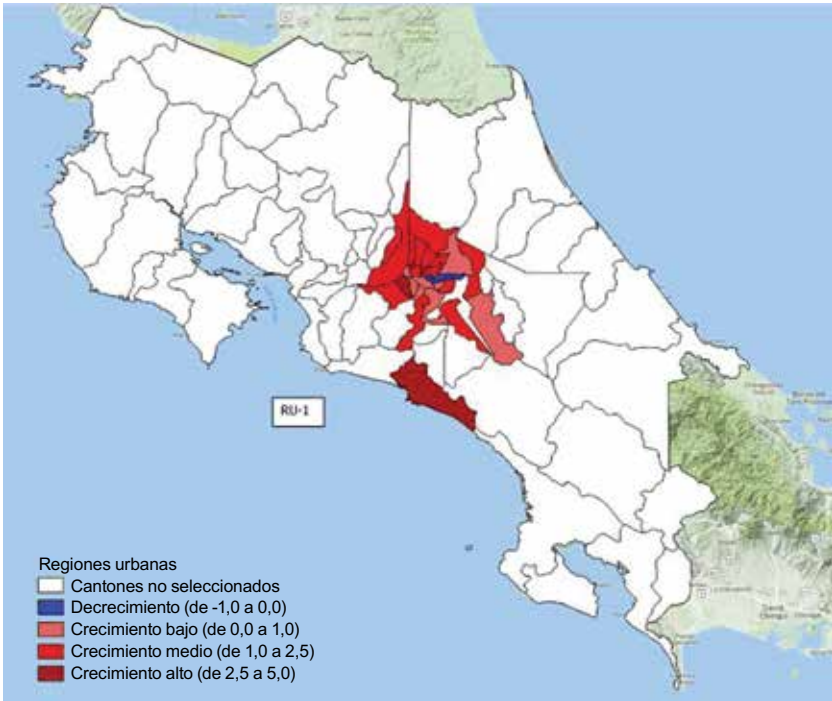 RU-1
Regiones urbanas
Cantones no seleccionados
Decrecimiento (de -1,0 a 0,0)
Crecimiento bajo (de 0,0 a 1,0)
Crecimiento medio (de 1,0 a 2,5)
Crecimiento alto (de 2,5 a 5,0)